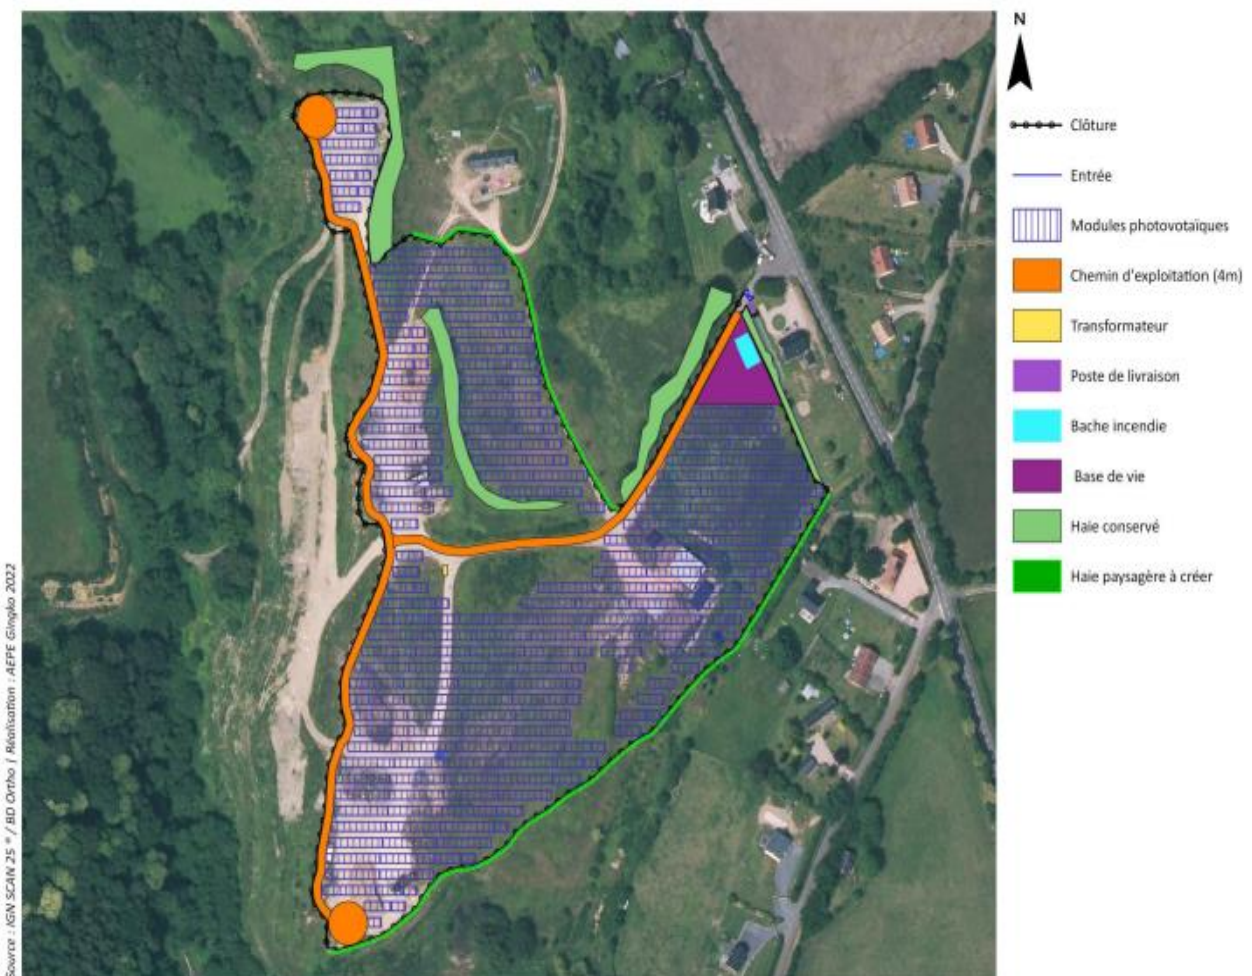 N
Clôture
Entrée
Modules photovotaïques
Chemin d'exploitation (4m)
Transformateur
Poste de livraison
Bache incendie
Base de vie
Haie conservé
Haie paysagère à créer
Source : IGN SCAN 25 ® / BD Ortho | Réalisation : AEPE Gingko 2022